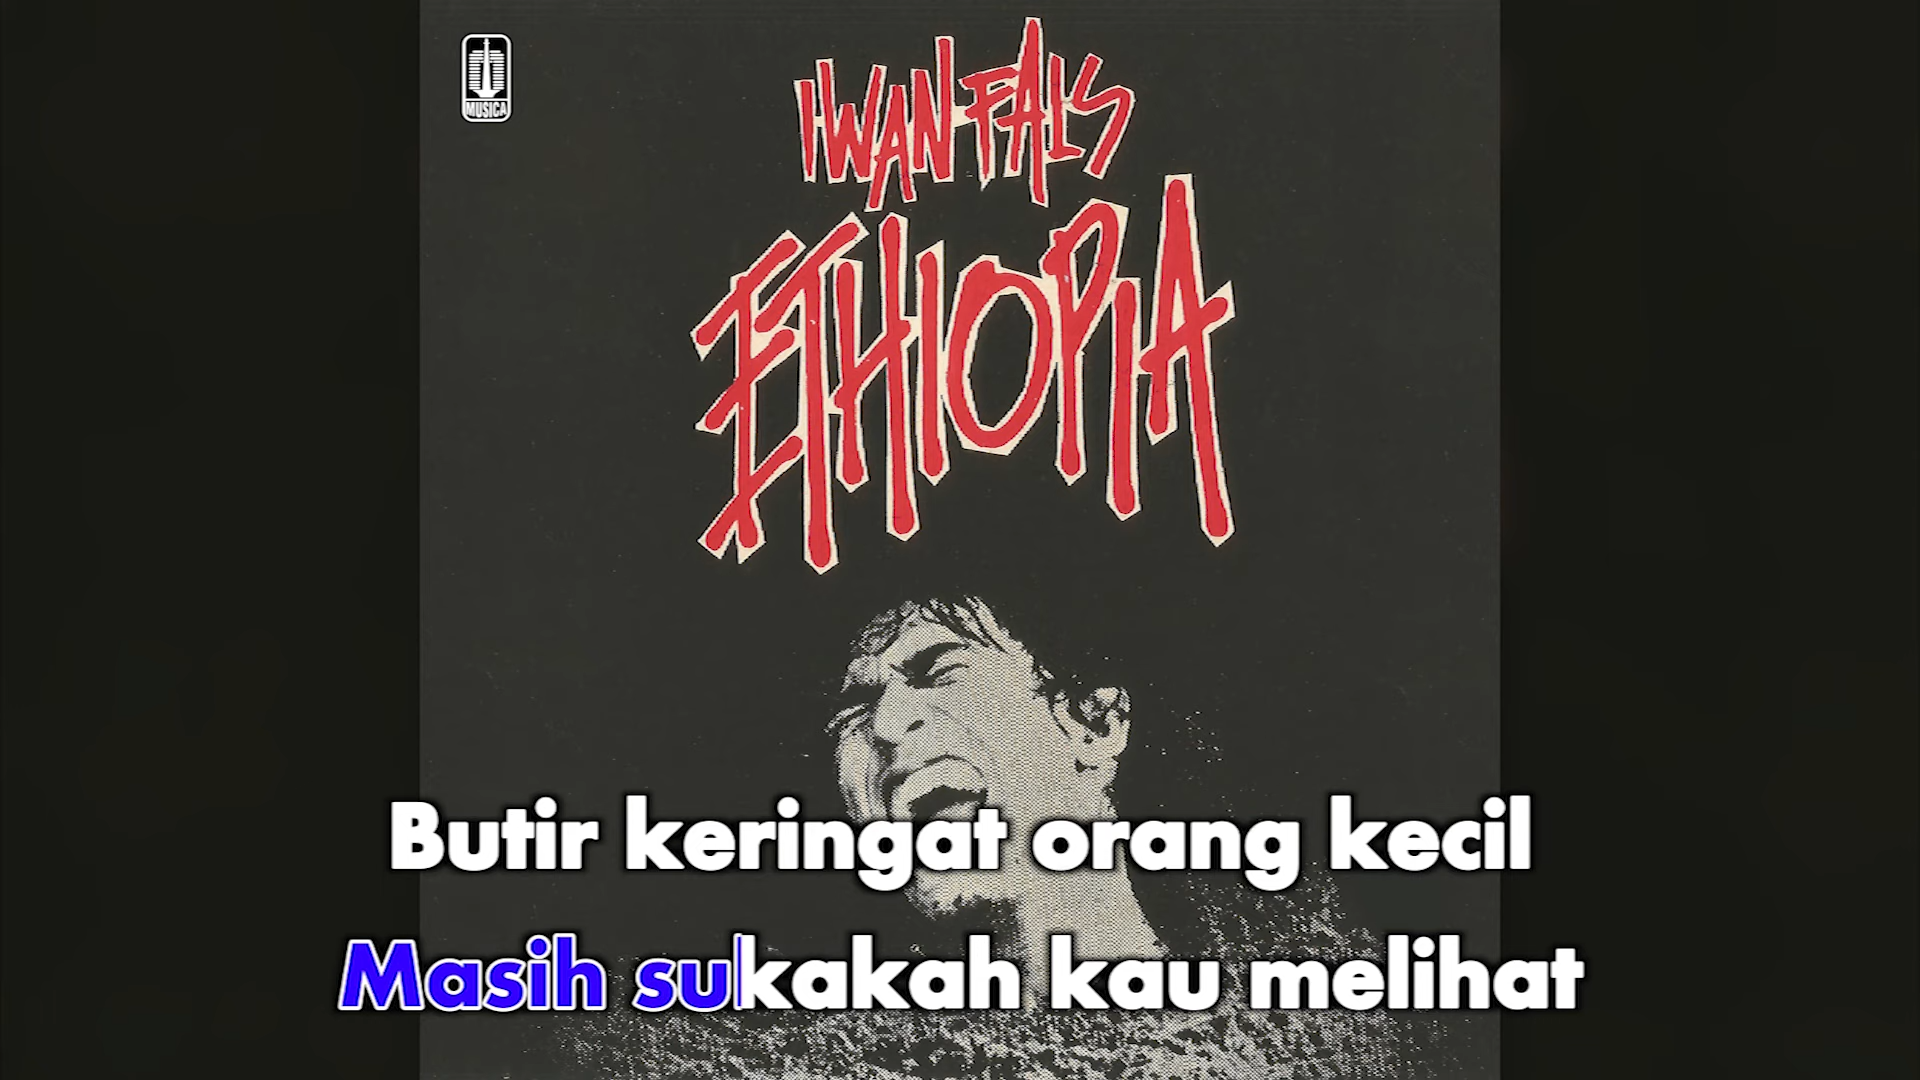 MUSICA
IWAN FALS
ETHIOPIA
Butir keringat orang kecil
Masih sukakah kau melihat